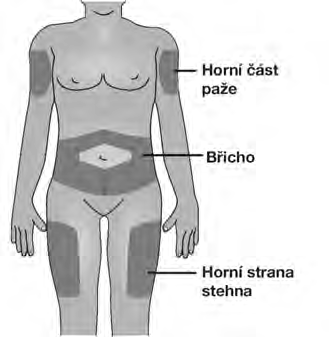 Horní část
paže
Břicho
Horní strana
stehna